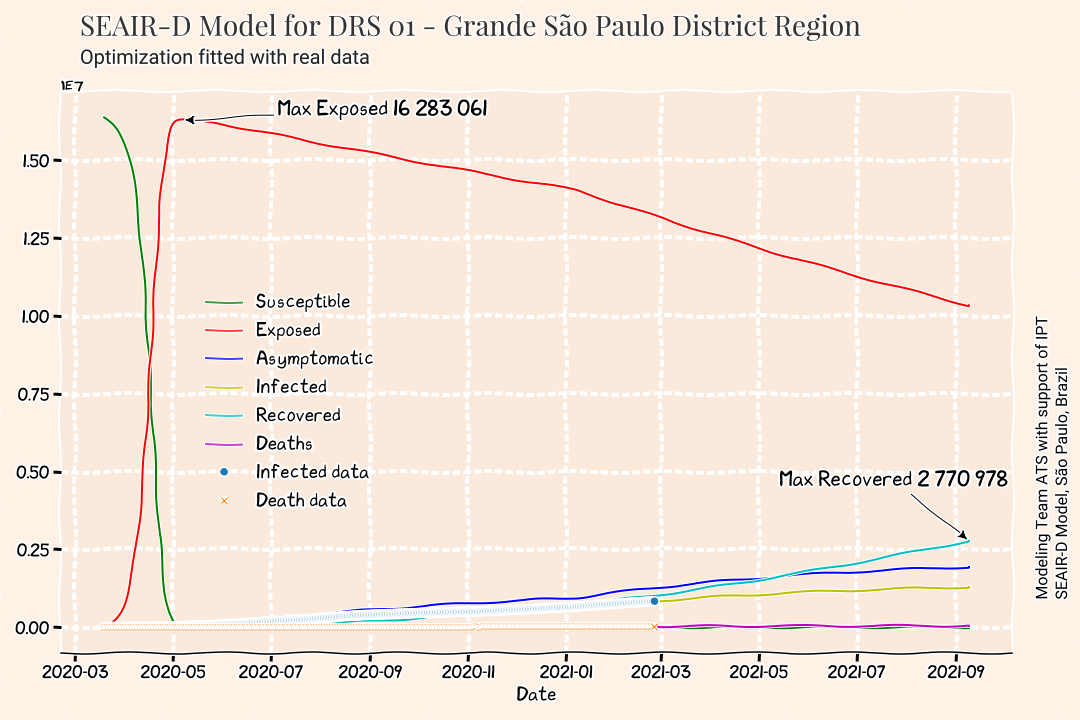 SEAIR-D Model for DRS 01 - Grande São Paulo District Region
Optimization fitted with real data
1E7
Max Exposed 16 283 061
1.50
1.25
1.00
0.75
0.50
0.25
0.00
Susceptible
Exposed
Asymptomatic
Infected
Recovered
Deaths
Infected data
Death data
Max Recovered 2 770 978
2020-03 2020-05 2020-07 2020-09 2020-11 2021-01 2021-03 2021-05 2021-07 2021-09
Date
Modeling Team ATS with support of IPT
SEAIR-D Model, São Paulo, Brazil